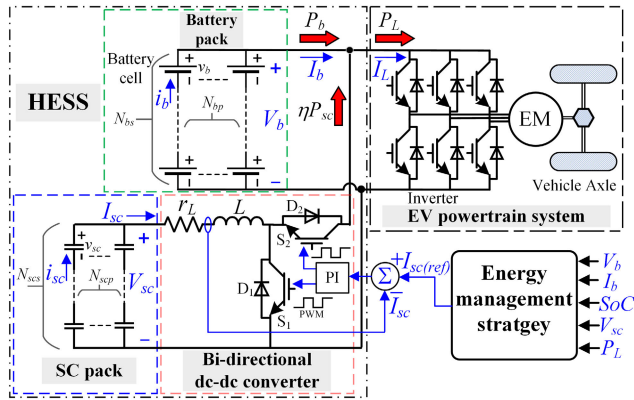 Battery
pack
P_b
P_L
Battery
cell
v_b
I_b
I_L
HESS
i_b
N_bs
N_bp
V_b
ηP_sc
EM
Vehicle Axle
Inverter
EV powertrain system
I_sc
r_L
L
D_2
S_2
N_scs
v_sc
i_sc
N_scp
V_sc
D_1
S_1
PI
PWM
Σ
+I_sc(ref)
−
I_sc
Energy
management
stratgey
V_b
I_b
SoC
V_sc
P_L
SC pack
Bi-directional
dc-dc converter